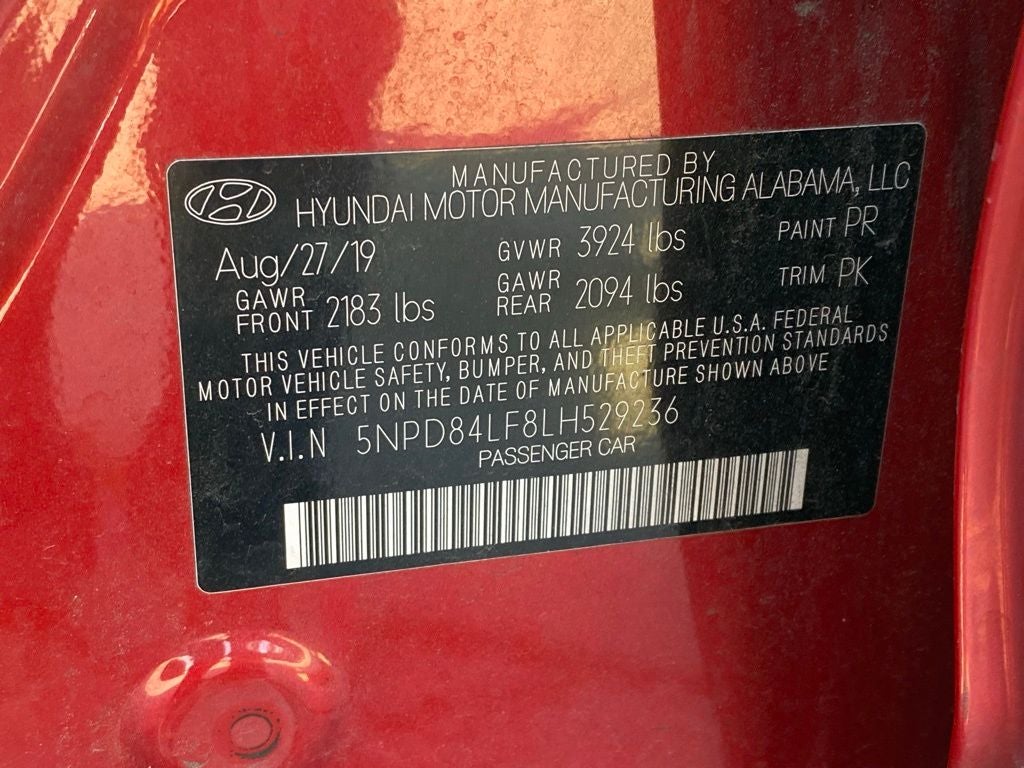 MANUFACTURED BY
HYUNDAI MOTOR MANUFACTURING ALABAMA, LLC
Aug/27/19 GVWR 3924 lbs PAINT PR
GAWR FRONT 2183 lbs GAWR REAR 2094 lbs TRIM PK
THIS VEHICLE CONFORMS TO ALL APPLICABLE U.S.A. FEDERAL
MOTOR VEHICLE SAFETY, BUMPER, AND THEFT PREVENTION STANDARDS
IN EFFECT ON THE DATE OF MANUFACTURE SHOWN ABOVE
V.I.N 5NPD84LF8LH529236
PASSENGER CAR